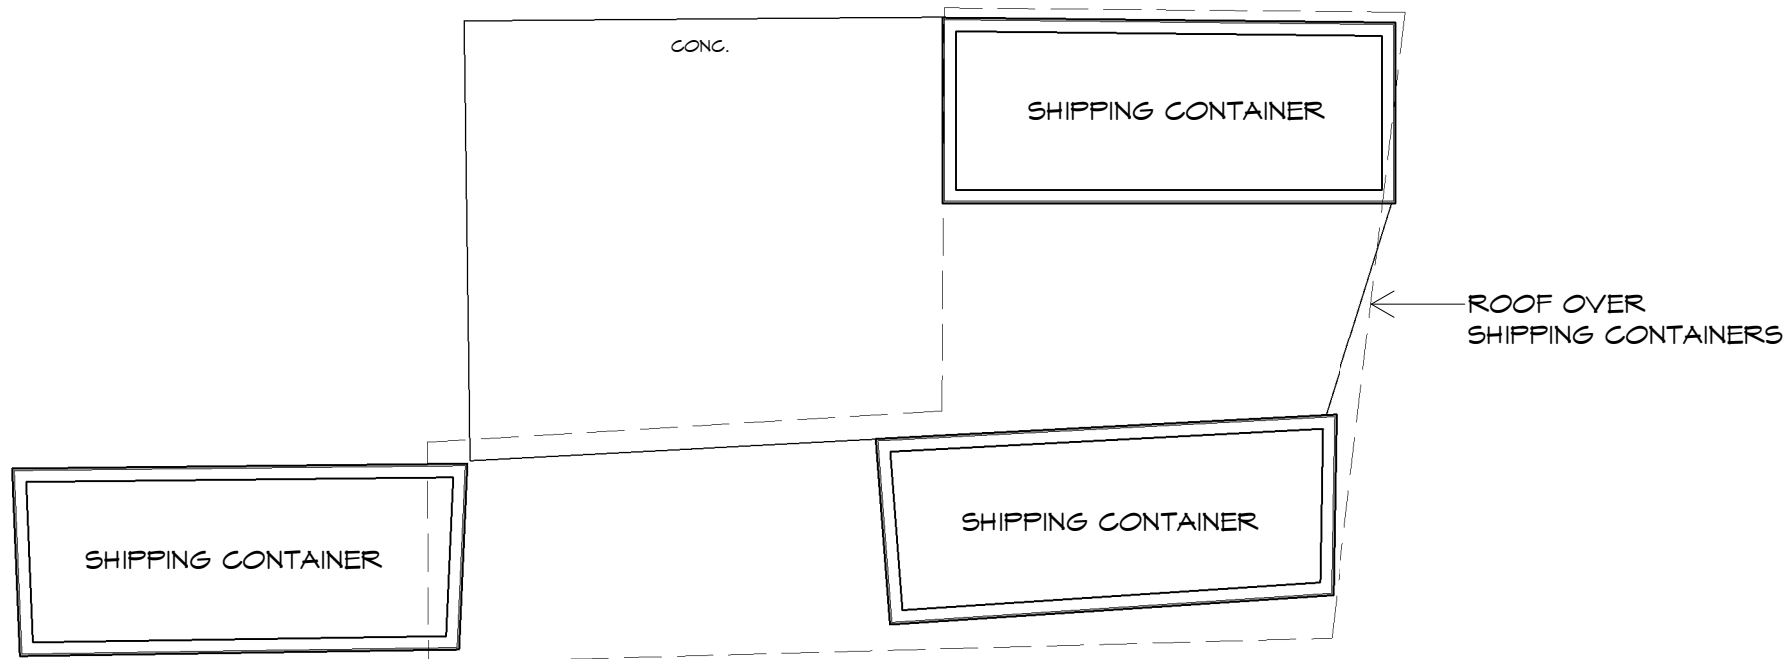 CONC.
SHIPPING CONTAINER
ROOF OVER
SHIPPING CONTAINERS
SHIPPING CONTAINER
SHIPPING CONTAINER